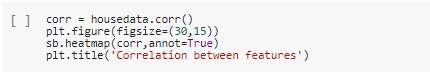 [ ] corr = housedata.corr()
plt.figure(figsize=(30,15))
sb.heatmap(corr,annot=True)
plt.title('Correlation between features')